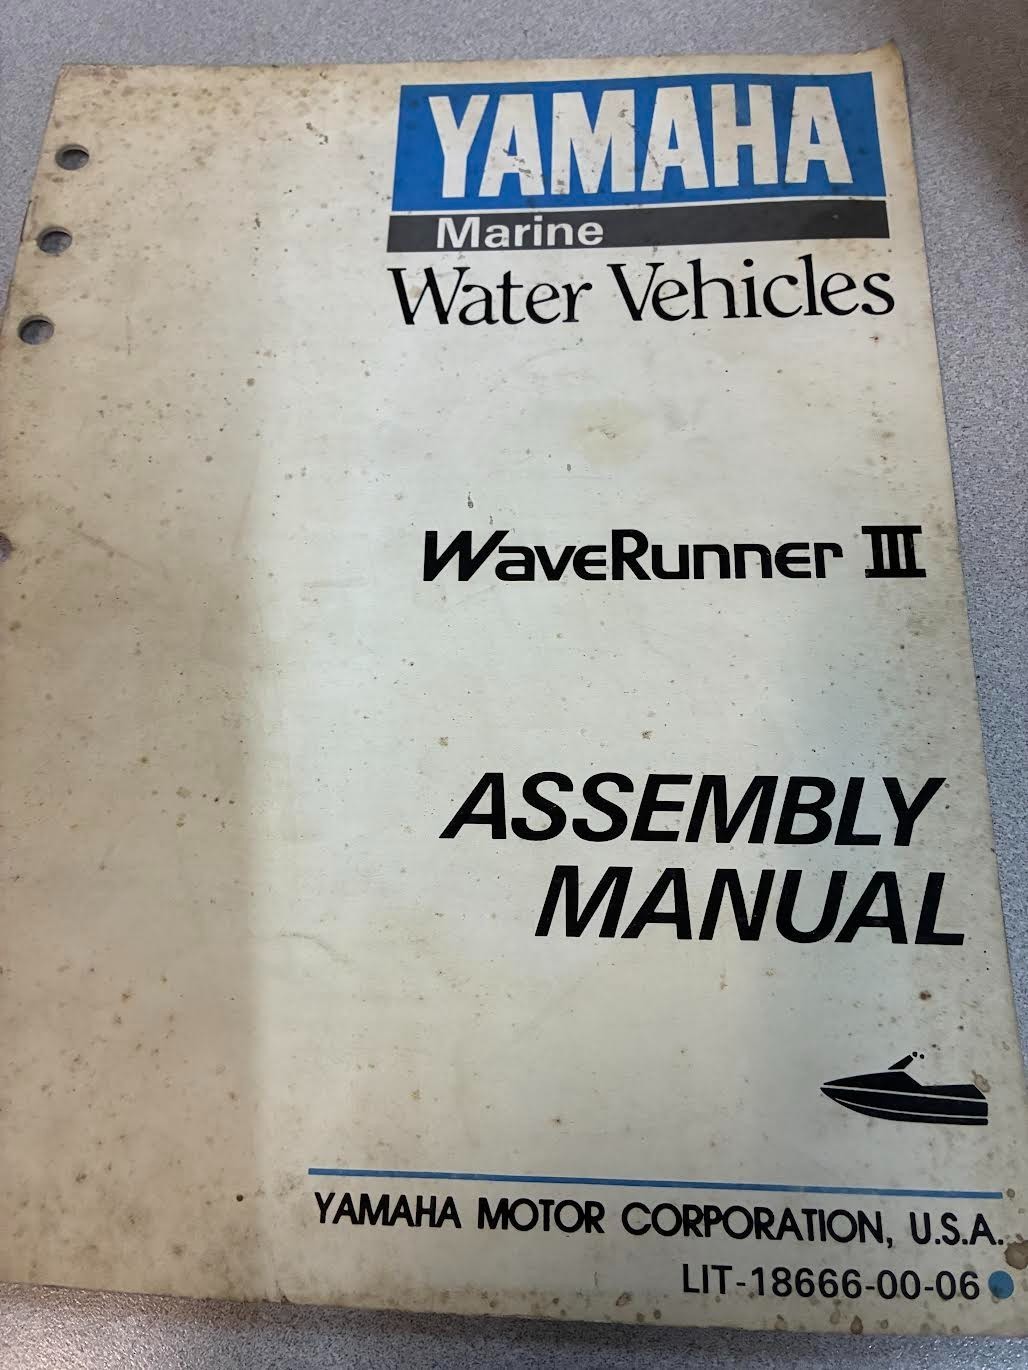 YAMAHA
Marine
Water Vehicles
WaveRunner III
ASSEMBLY
MANUAL
YAMAHA MOTOR CORPORATION, U.S.A.
LIT-18666-00-06